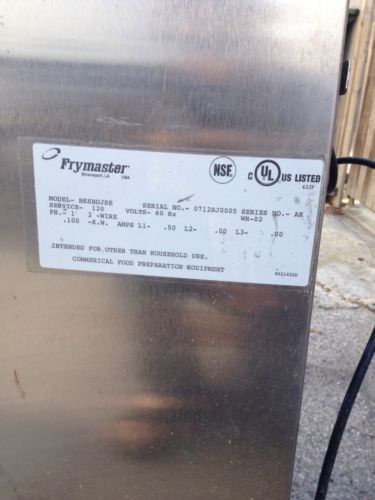 Frymaster
Shreveport, LA USA
NSF
C UL US LISTED
MODEL- BKSRDJSE SERIAL NO.- 0712SJ0005 SERIES NO.- AK
SERVICE- 120 VOLTS- 60 Hz WH-02
PH.- 1 2 -WIRE
.100 -K.W. AMPS L1- .50 L2- .00 L3- .00
INTENDED FOR OTHER THAN HOUSEHOLD USE.
COMMERICAL FOOD PREPARATION EQUIPMENT